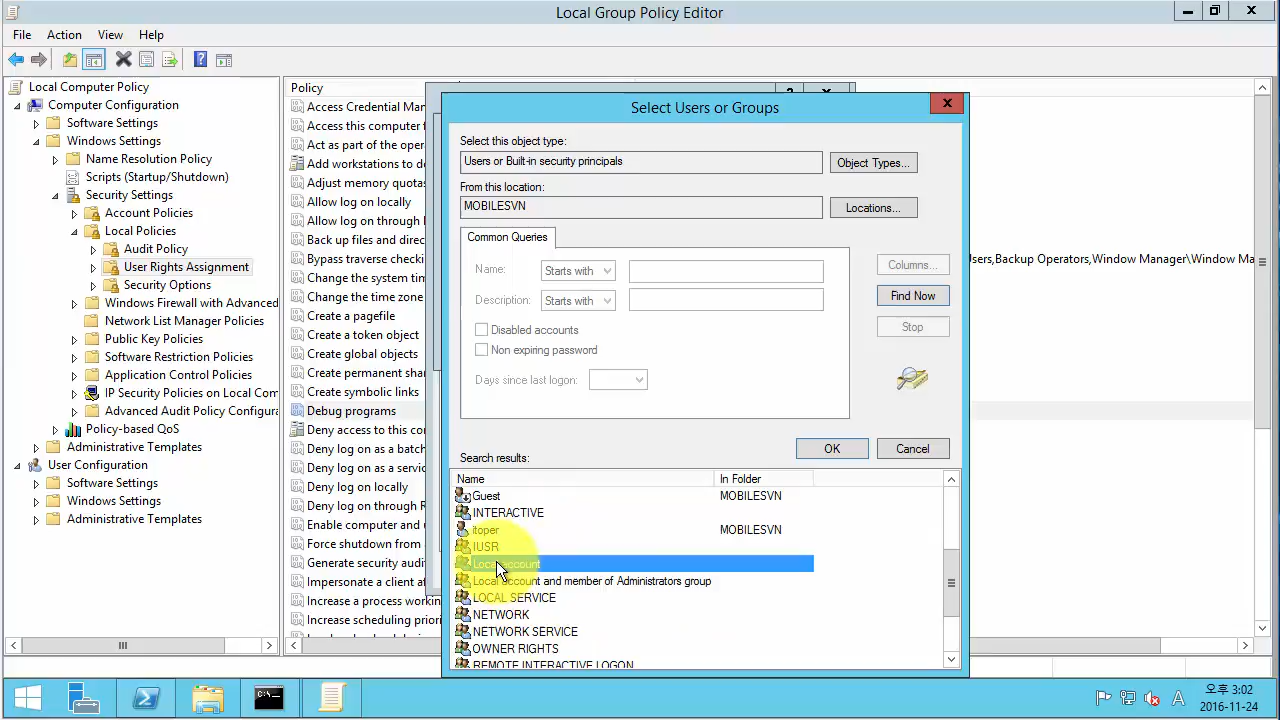 Local Group Policy Editor
File Action View Help
Local Computer Policy
Computer Configuration
Software Settings
Windows Settings
Name Resolution Policy
Scripts (Startup/Shutdown)
Security Settings
Account Policies
Local Policies
Audit Policy
User Rights Assignment
Security Options
Windows Firewall with Advanced
Network List Manager Policies
Public Key Policies
Software Restriction Policies
Application Control Policies
IP Security Policies on Local Com
Advanced Audit Policy Configura
Policy-based QoS
Administrative Templates
User Configuration
Software Settings
Windows Settings
Administrative Templates
Policy
Access Credential Man
Access this computer f
Act as part of the oper
Add workstations to d
Adjust memory quotas
Allow log on locally
Allow log on through
Back up files and direc
Bypass traverse checki
Change the system tim
Change the time zone
Create a pagefile
Create a token object
Create global objects
Create permanent shar
Create symbolic links
Debug programs
Deny access to this co
Deny log on as a batch
Deny log on as a servic
Deny log on locally
Deny log on through R
Enable computer and u
Force shutdown from
Generate security audit
Impersonate a client af
Increase a process worki
Increase scheduling prio
Users,Backup Operators,Window Manager\Window Ma
Select Users or Groups
Select this object type:
Users or Built-in security principals
Object Types...
From this location:
MOBILESVN
Locations...
Common Queries
Name: Starts with
Description: Starts with
Disabled accounts
Non expiring password
Days since last logon:
Columns...
Find Now
Stop
OK
Cancel
Search results:
Name In Folder
Guest MOBILESVN
INTERACTIVE
itoper MOBILESVN
IUSR
Local account
Local account and member of Administrators group
LOCAL SERVICE
NETWORK
NETWORK SERVICE
OWNER RIGHTS
REMOTE INTERACTIVE LOGON
A
오후 3:02
2016-11-24